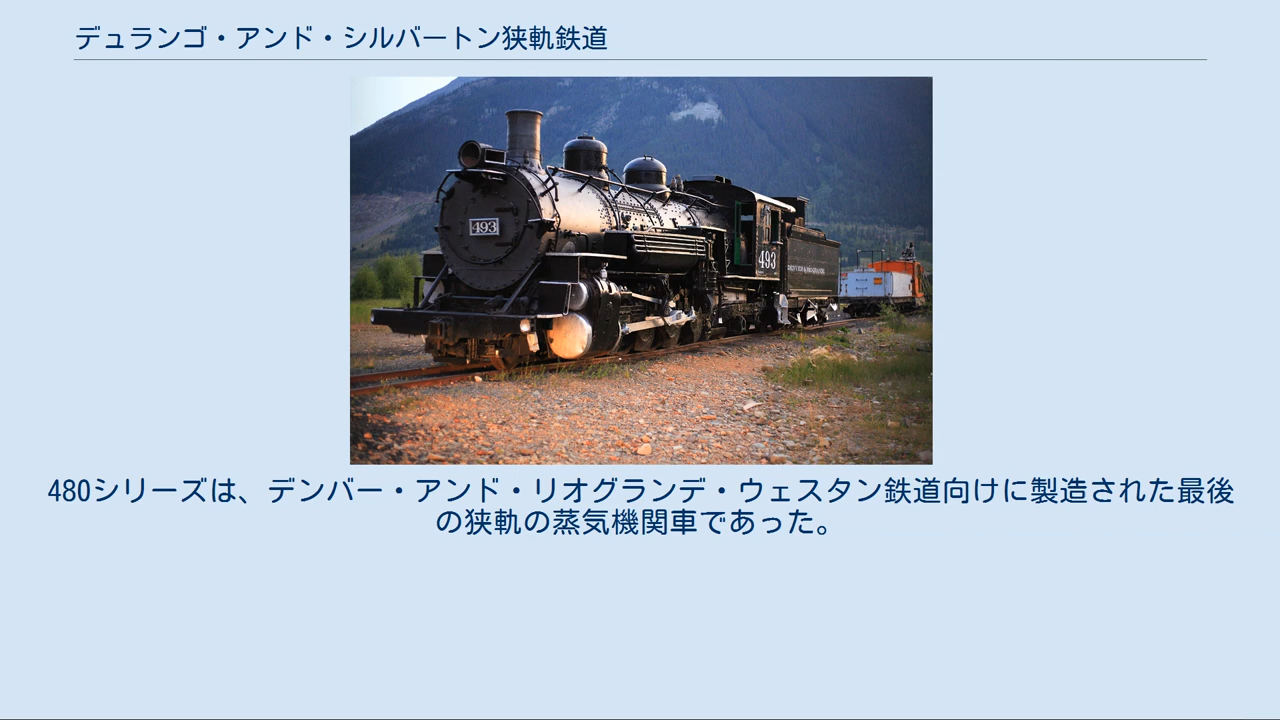 デュランゴ・アンド・シルバートン狭軌鉄道
493
493
480シリーズは、デンバー・アンド・リオグランデ・ウェスタン鉄道向けに製造された最後
の狭軌の蒸気機関車であった。